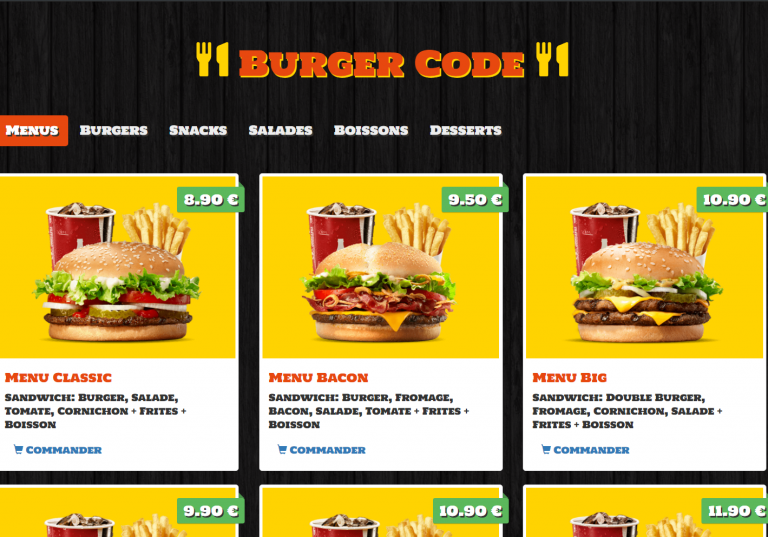 Burger Code
Menus Burgers Snacks Salades Boissons Desserts
8.90 € 9.50 € 10.90 €
Menu Classic
Sandwich: Burger, Salade,
Tomate, Cornichon + Frites +
Boisson
Commander
Menu Bacon
Sandwich: Burger, Fromage,
Bacon, Salade, Tomate + Frites +
Boisson
Commander
Menu Big
Sandwich: Double Burger,
Fromage, Cornichon, Salade +
Frites + Boisson
Commander
9.90 € 10.90 € 11.90 €